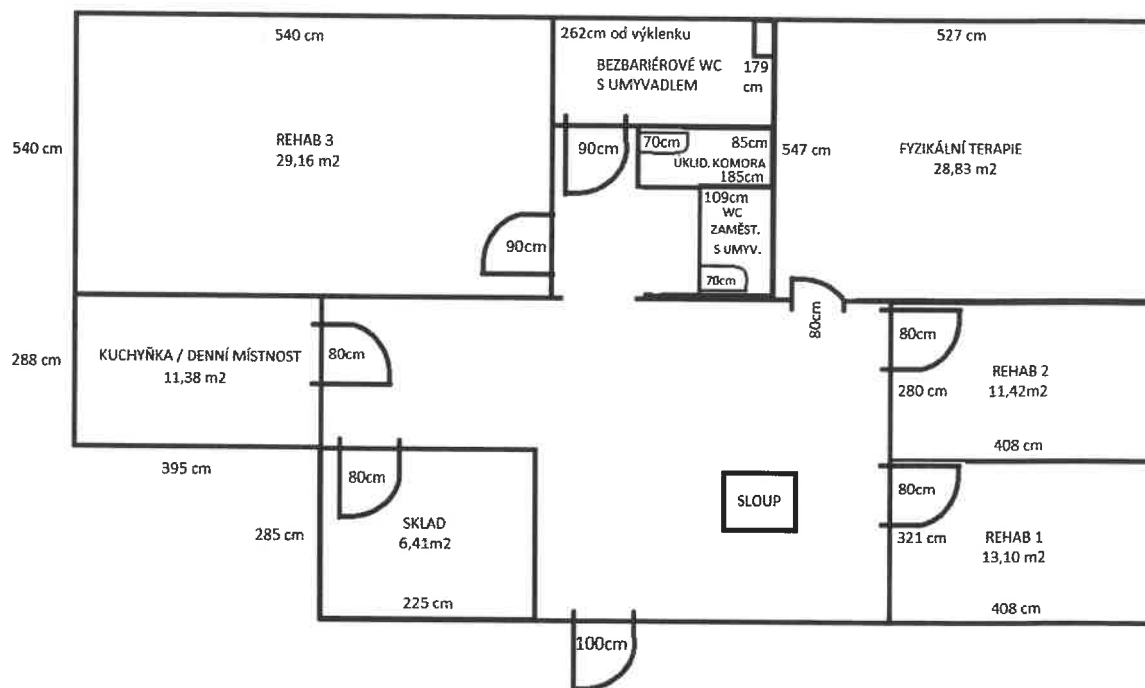 540 cm
262cm od výklenku
527 cm
BEZBARIÉROVÉ WC
S UMYVADLEM
179
cm
540 cm
REHAB 3
29,16 m2
90cm
70cm
85cm
ÚKLID. KOMORA
185cm
547 cm
FYZIKÁLNÍ TERAPIE
28,83 m2
109cm
WC
ZAMĚST.
S UMYV.
70cm
90cm
80cm
288 cm
KUCHYŇKA / DENNÍ MÍSTNOST
11,38 m2
80cm
80cm
REHAB 2
11,42m2
280 cm
408 cm
395 cm
80cm
SKLAD
6,41m2
285 cm
225 cm
SLOUP
80cm
REHAB 1
13,10 m2
321 cm
408 cm
100cm